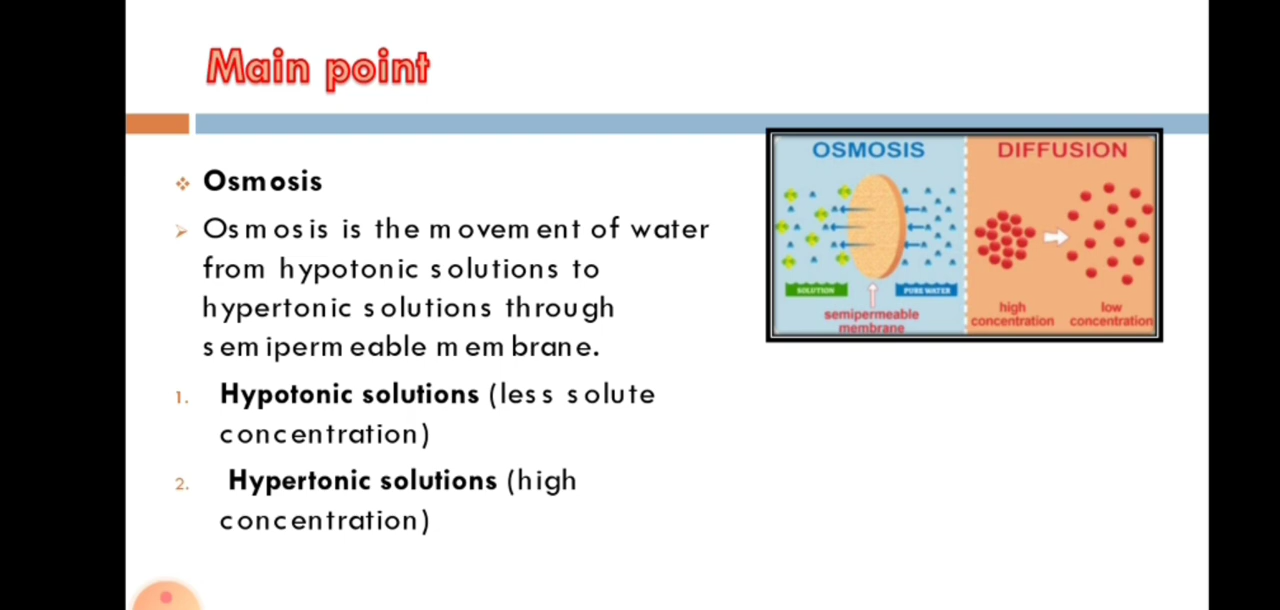 Main point
Osmosis
Osmosis is the movement of water
from hypotonic solutions to
hypertonic solutions through
semipermeable membrane.
1. Hypotonic solutions (less solute
concentration)
2. Hypertonic solutions (high
concentration)
OSMOSIS
SOLUTION
PURE WATER
semipermeable
membrane
DIFFUSION
high
concentration
low
concentration